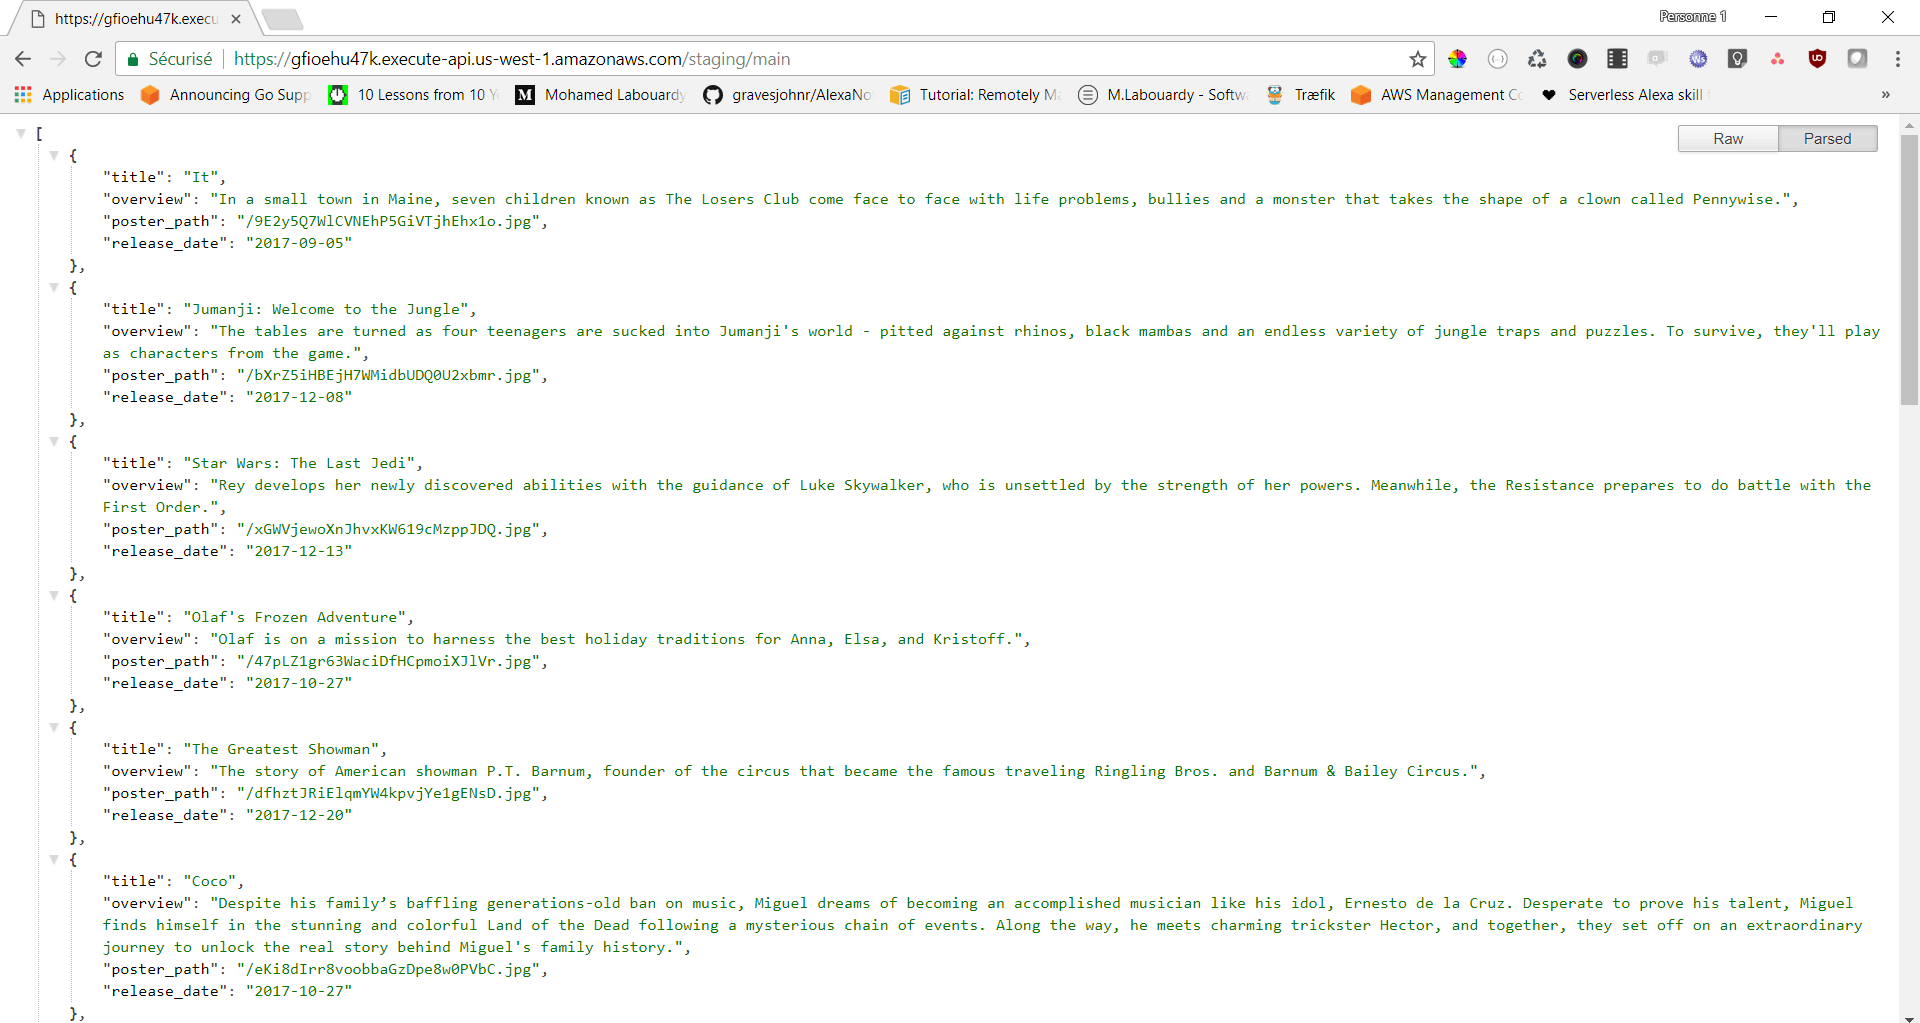 https://gfioehu47k.execu
Personne 1
Sécurisé https://gfioehu47k.execute-api.us-west-1.amazonaws.com/staging/main
Applications Announcing Go Supp 10 Lessons from 10 Mohamed Labouardy gravesjohnr/AlexaNo Tutorial: Remotely M.Labouardy - Softw Træfik AWS Management Serverless Alexa skill »
Raw Parsed
[
{
"title": "It",
"overview": "In a small town in Maine, seven children known as The Losers Club come face to face with life problems, bullies and a monster that takes the shape of a clown called Pennywise.",
"poster_path": "/9E2y5Q7WlCVNEhP5GiVTjhEhx1o.jpg",
"release_date": "2017-09-05"
},
{
"title": "Jumanji: Welcome to the Jungle",
"overview": "The tables are turned as four teenagers are sucked into Jumanji's world - pitted against rhinos, black mambas and an endless variety of jungle traps and puzzles. To survive, they'll play
as characters from the game.",
"poster_path": "/bXrZ5iHBEjH7WMidbUDQ0U2xbmr.jpg",
"release_date": "2017-12-08"
},
{
"title": "Star Wars: The Last Jedi",
"overview": "Rey develops her newly discovered abilities with the guidance of Luke Skywalker, who is unsettled by the strength of her powers. Meanwhile, the Resistance prepares to do battle with the
First Order.",
"poster_path": "/xGWVjewoXnJhvxKW619cMzppJDQ.jpg",
"release_date": "2017-12-13"
},
{
"title": "Olaf's Frozen Adventure",
"overview": "Olaf is on a mission to harness the best holiday traditions for Anna, Elsa, and Kristoff.",
"poster_path": "/47pLZ1gr63WaciDfHCpmoiXJlVr.jpg",
"release_date": "2017-10-27"
},
{
"title": "The Greatest Showman",
"overview": "The story of American showman P.T. Barnum, founder of the circus that became the famous traveling Ringling Bros. and Barnum & Bailey Circus.",
"poster_path": "/dfhztJRiElqmYW4kpvjYe1gENsD.jpg",
"release_date": "2017-12-20"
},
{
"title": "Coco",
"overview": "Despite his family’s baffling generations-old ban on music, Miguel dreams of becoming an accomplished musician like his idol, Ernesto de la Cruz. Desperate to prove his talent, Miguel
finds himself in the stunning and colorful Land of the Dead following a mysterious chain of events. Along the way, he meets charming trickster Hector, and together, they set off on an extraordinary
journey to unlock the real story behind Miguel's family history.",
"poster_path": "/eKi8dIrr8voobbaGzDpe8w0PVbC.jpg",
"release_date": "2017-10-27"
},